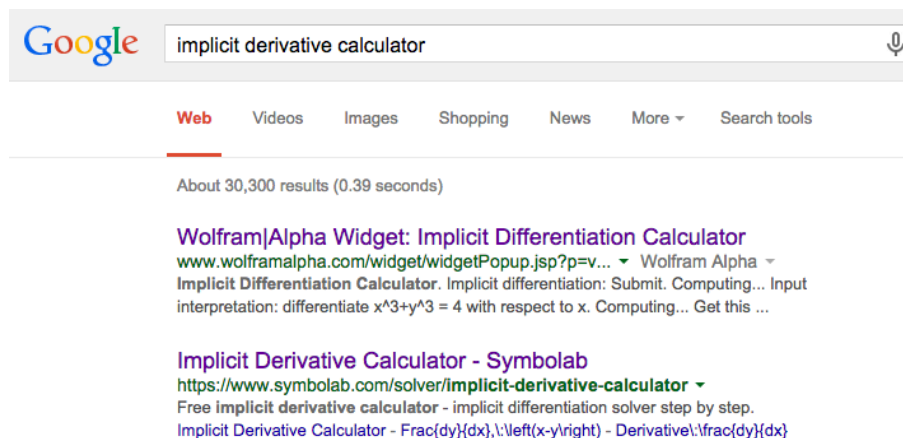 Google implicit derivative calculator
Web Videos Images Shopping News More Search tools
About 30,300 results (0.39 seconds)
Wolfram|Alpha Widget: Implicit Differentiation Calculator
www.wolframalpha.com/widget/widgetPopup.jsp?p=v... Wolfram Alpha
Implicit Differentiation Calculator. Implicit differentiation: Submit. Computing... Input
interpretation: differentiate x^3+y^3 = 4 with respect to x. Computing... Get this ...
Implicit Derivative Calculator - Symbolab
https://www.symbolab.com/solver/implicit-derivative-calculator
Free implicit derivative calculator - implicit differentiation solver step by step.
Implicit Derivative Calculator - Frac{dy}{dx},\:\left(x-y\right) - Derivative\:\frac{dy}{dx}